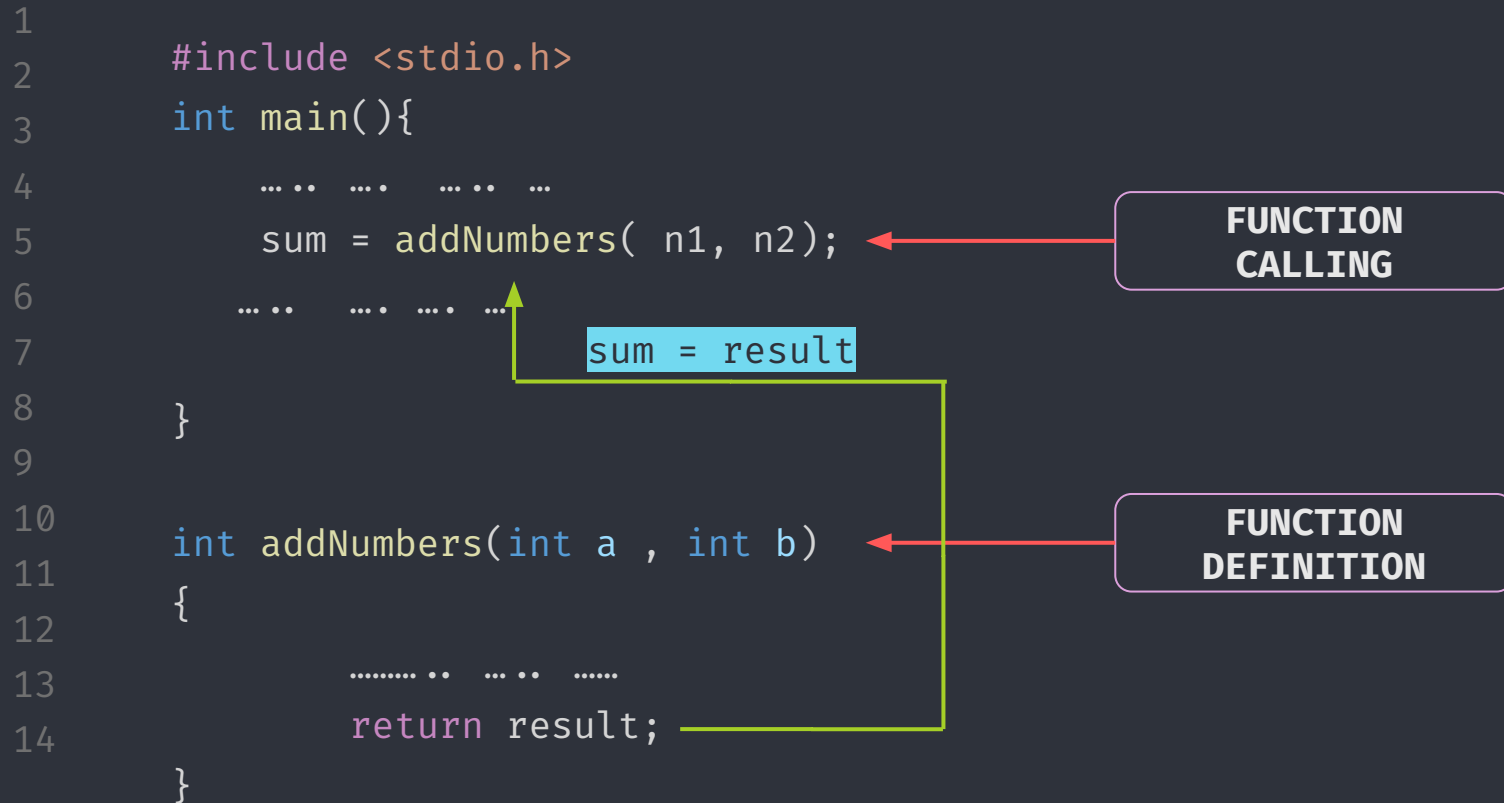 1
2
3
4
5
6
7
8
9
10
11
12
13
14
#include <stdio.h>
int main(){
….. …. ….. …
sum = addNumbers( n1, n2);
….. …. …. …
sum = result
}
int addNumbers(int a , int b)
{
……….. ….. ……
return result;
}
FUNCTION
CALLING
FUNCTION
DEFINITION